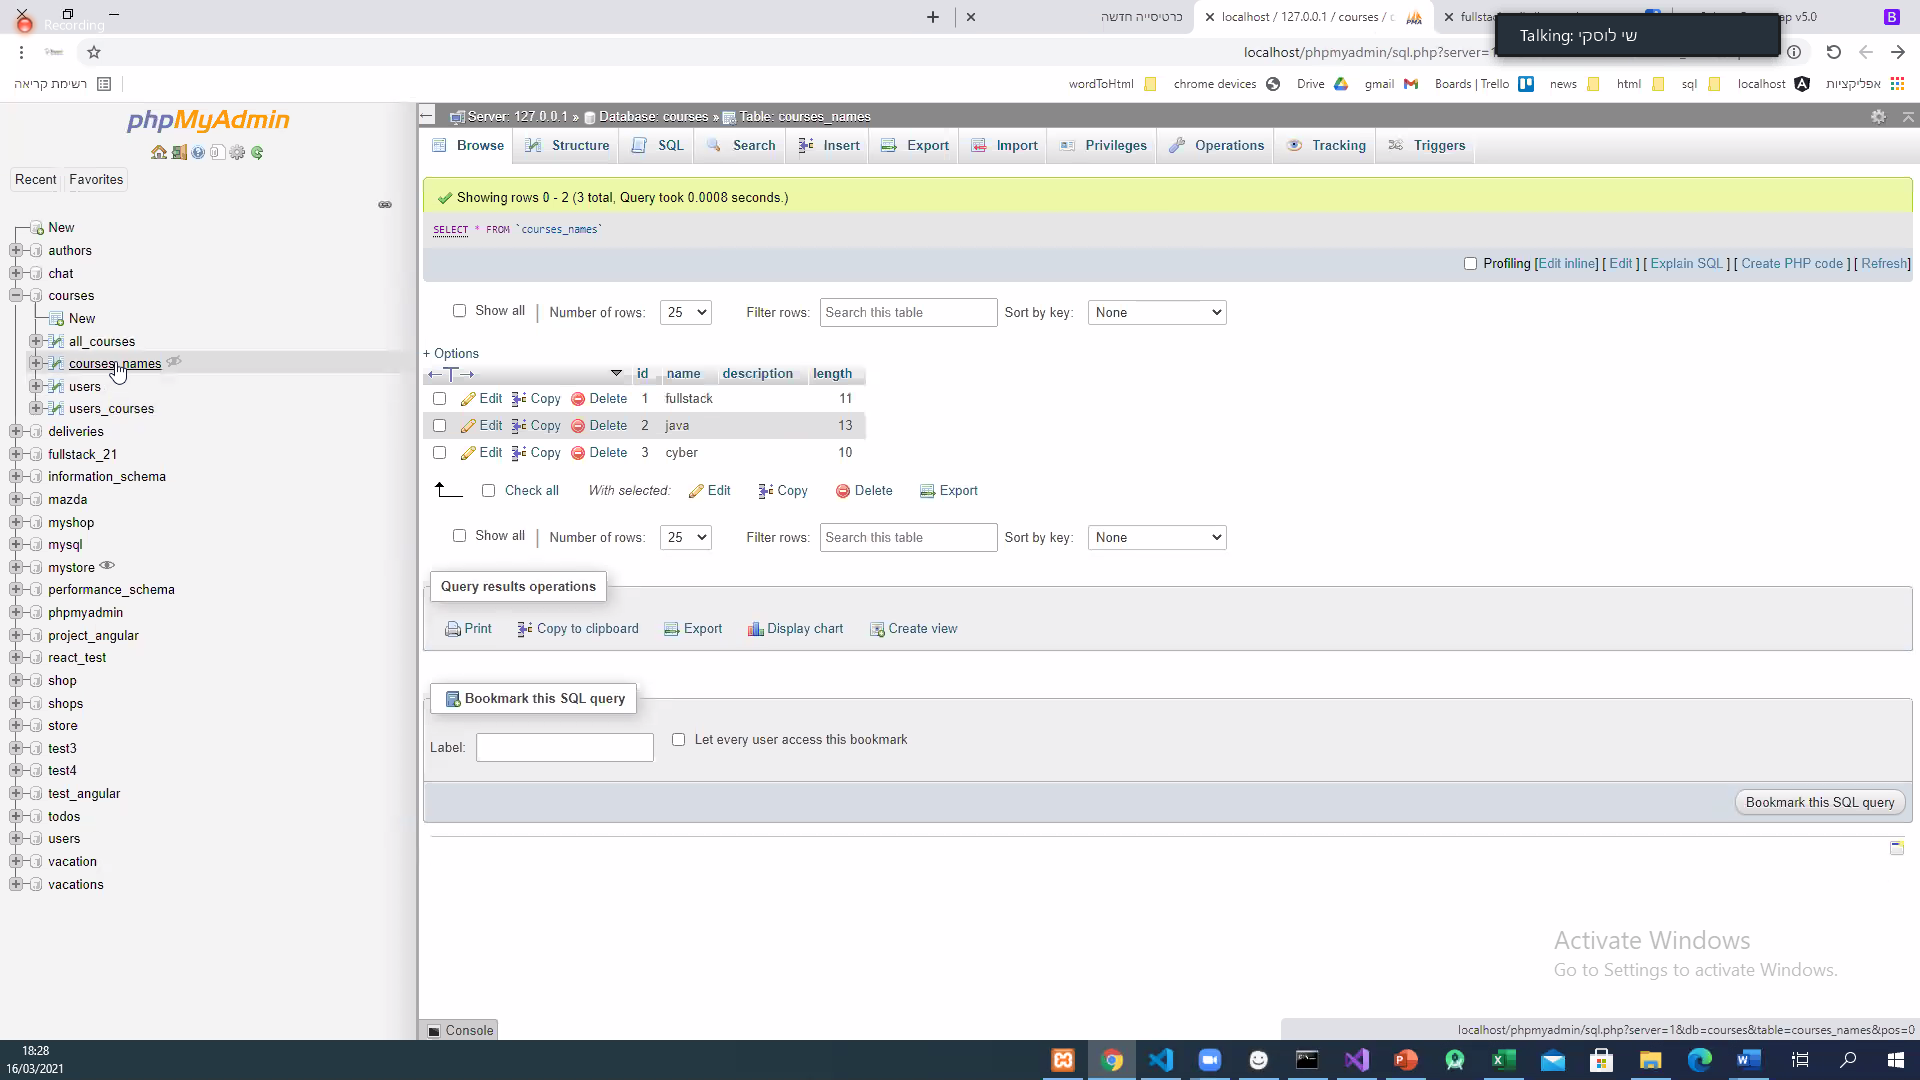 Recording
כרטיסייה חדשה
localhost / 127.0.0.1 / courses / c
Talking: שי לוסקי
ap v5.0
localhost/phpmyadmin/sql.php?server=1
רשימת קריאה
wordToHtml
chrome devices
Drive
gmail
Boards | Trello
news
html
sql
localhost
אפליקציות
phpMyAdmin
Recent
Favorites
New
authors
chat
courses
New
all_courses
courses_names
users
users_courses
deliveries
fullstack_21
information_schema
mazda
myshop
mysql
mystore
performance_schema
phpmyadmin
project_angular
react_test
shop
shops
store
test3
test4
test_angular
todos
users
vacation
vacations
Server: 127.0.0.1 » Database: courses » Table: courses_names
Browse Structure SQL Search Insert Export Import Privileges Operations Tracking Triggers
Showing rows 0 - 2 (3 total, Query took 0.0008 seconds.)
SELECT * FROM `courses_names`
Profiling [Edit inline] [ Edit ] [ Explain SQL ] [ Create PHP code ] [ Refresh]
Show all Number of rows: 25 Filter rows: Search this table Sort by key: None
+ Options
←T→ id name description length
Edit Copy Delete 1 fullstack 11
Edit Copy Delete 2 java 13
Edit Copy Delete 3 cyber 10
Check all With selected: Edit Copy Delete Export
Show all Number of rows: 25 Filter rows: Search this table Sort by key: None
Query results operations
Print Copy to clipboard Export Display chart Create view
Bookmark this SQL query
Label: Let every user access this bookmark
Bookmark this SQL query
Activate Windows
Go to Settings to activate Windows.
Console
localhost/phpmyadmin/sql.php?server=1&db=courses&table=courses_names&pos=0
18:28
16/03/2021